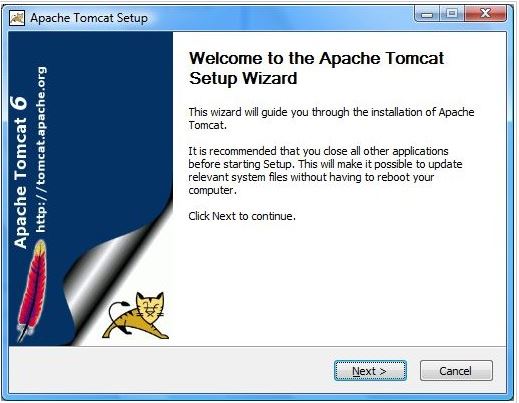 Apache Tomcat Setup
Apache Tomcat 6
http://tomcat.apache.org
Welcome to the Apache Tomcat
Setup Wizard
This wizard will guide you through the installation of Apache
Tomcat.
It is recommended that you close all other applications
before starting Setup. This will make it possible to update
relevant system files without having to reboot your
computer.
Click Next to continue.
Next >
Cancel